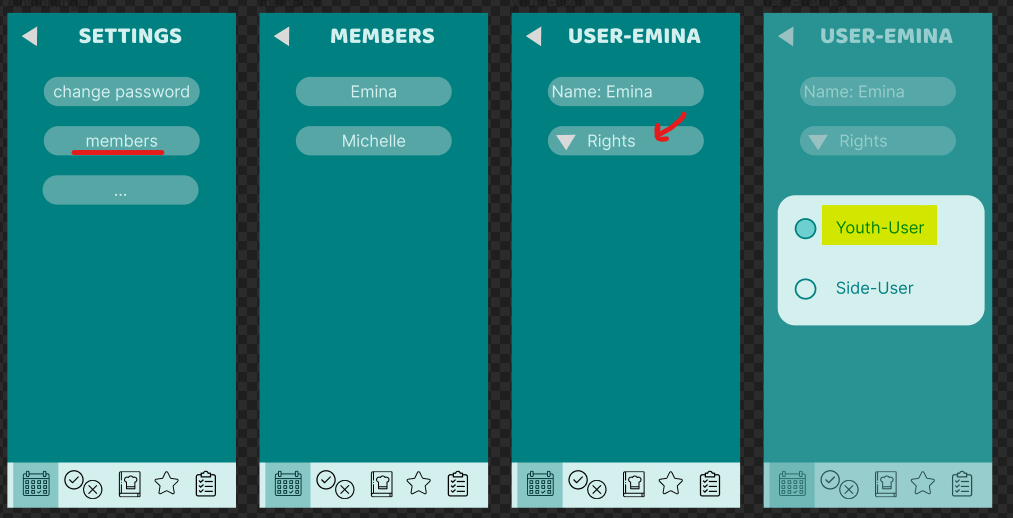 SETTINGS
change password
members
...
MEMBERS
Emina
Michelle
USER-EMINA
Name: Emina
Rights
USER-EMINA
Name: Emina
Rights
Youth-User
Side-User